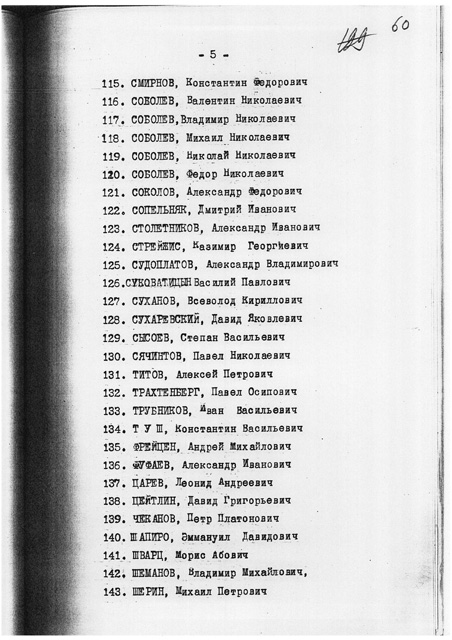 60
- 5 -
115. СМИРНОВ, Константин Федорович
116. СОБОЛЕВ, Валентин Николаевич
117. СОБОЛЕВ, Владимир Николаевич
118. СОБОЛЕВ, Михаил Николаевич
119. СОБОЛЕВ, Николай Николаевич
120. СОБОЛЕВ, Федор Николаевич
121. СОКОЛОВ, Александр Федорович
122. СОПЕЛЬНЯК, Дмитрий Иванович
123. СТОЛЕТНИКОВ, Александр Иванович
124. СТРЕЙЖИС, Казимир Георгиевич
125. СУДОПЛАТОВ, Александр Владимирович
126. СУКОВАТИЦЫН Василий Павлович
127. СУХАНОВ, Всеволод Кириллович
128. СУХАРЕВСКИЙ, Давид Яковлевич
129. СЫСОЕВ, Степан Васильевич
130. СЯЧИНТОВ, Павел Николаевич
131. ТИТОВ, Алексей Петрович
132. ТРАХТЕНБЕРГ, Павел Осипович
133. ТРУБНИКОВ, Иван Васильевич
134. Т У Ш, Константин Васильевич
135. ФРЕЙЦЕН, Андрей Михайлович
136. ФУФАЕВ, Александр Иванович
137. ЦАРЕВ, Леонид Андреевич
138. ЦЕЙТЛИН, Давид Григорьевич
139. ЧЕКАНОВ, Петр Платонович
140. ШАПИРО, Эммануил Давидович
141. ШВАРЦ, Морис Абович
142. ШЕМАНОВ, Владимир Михайлович,
143. ШЕРИН, Михаил Петрович